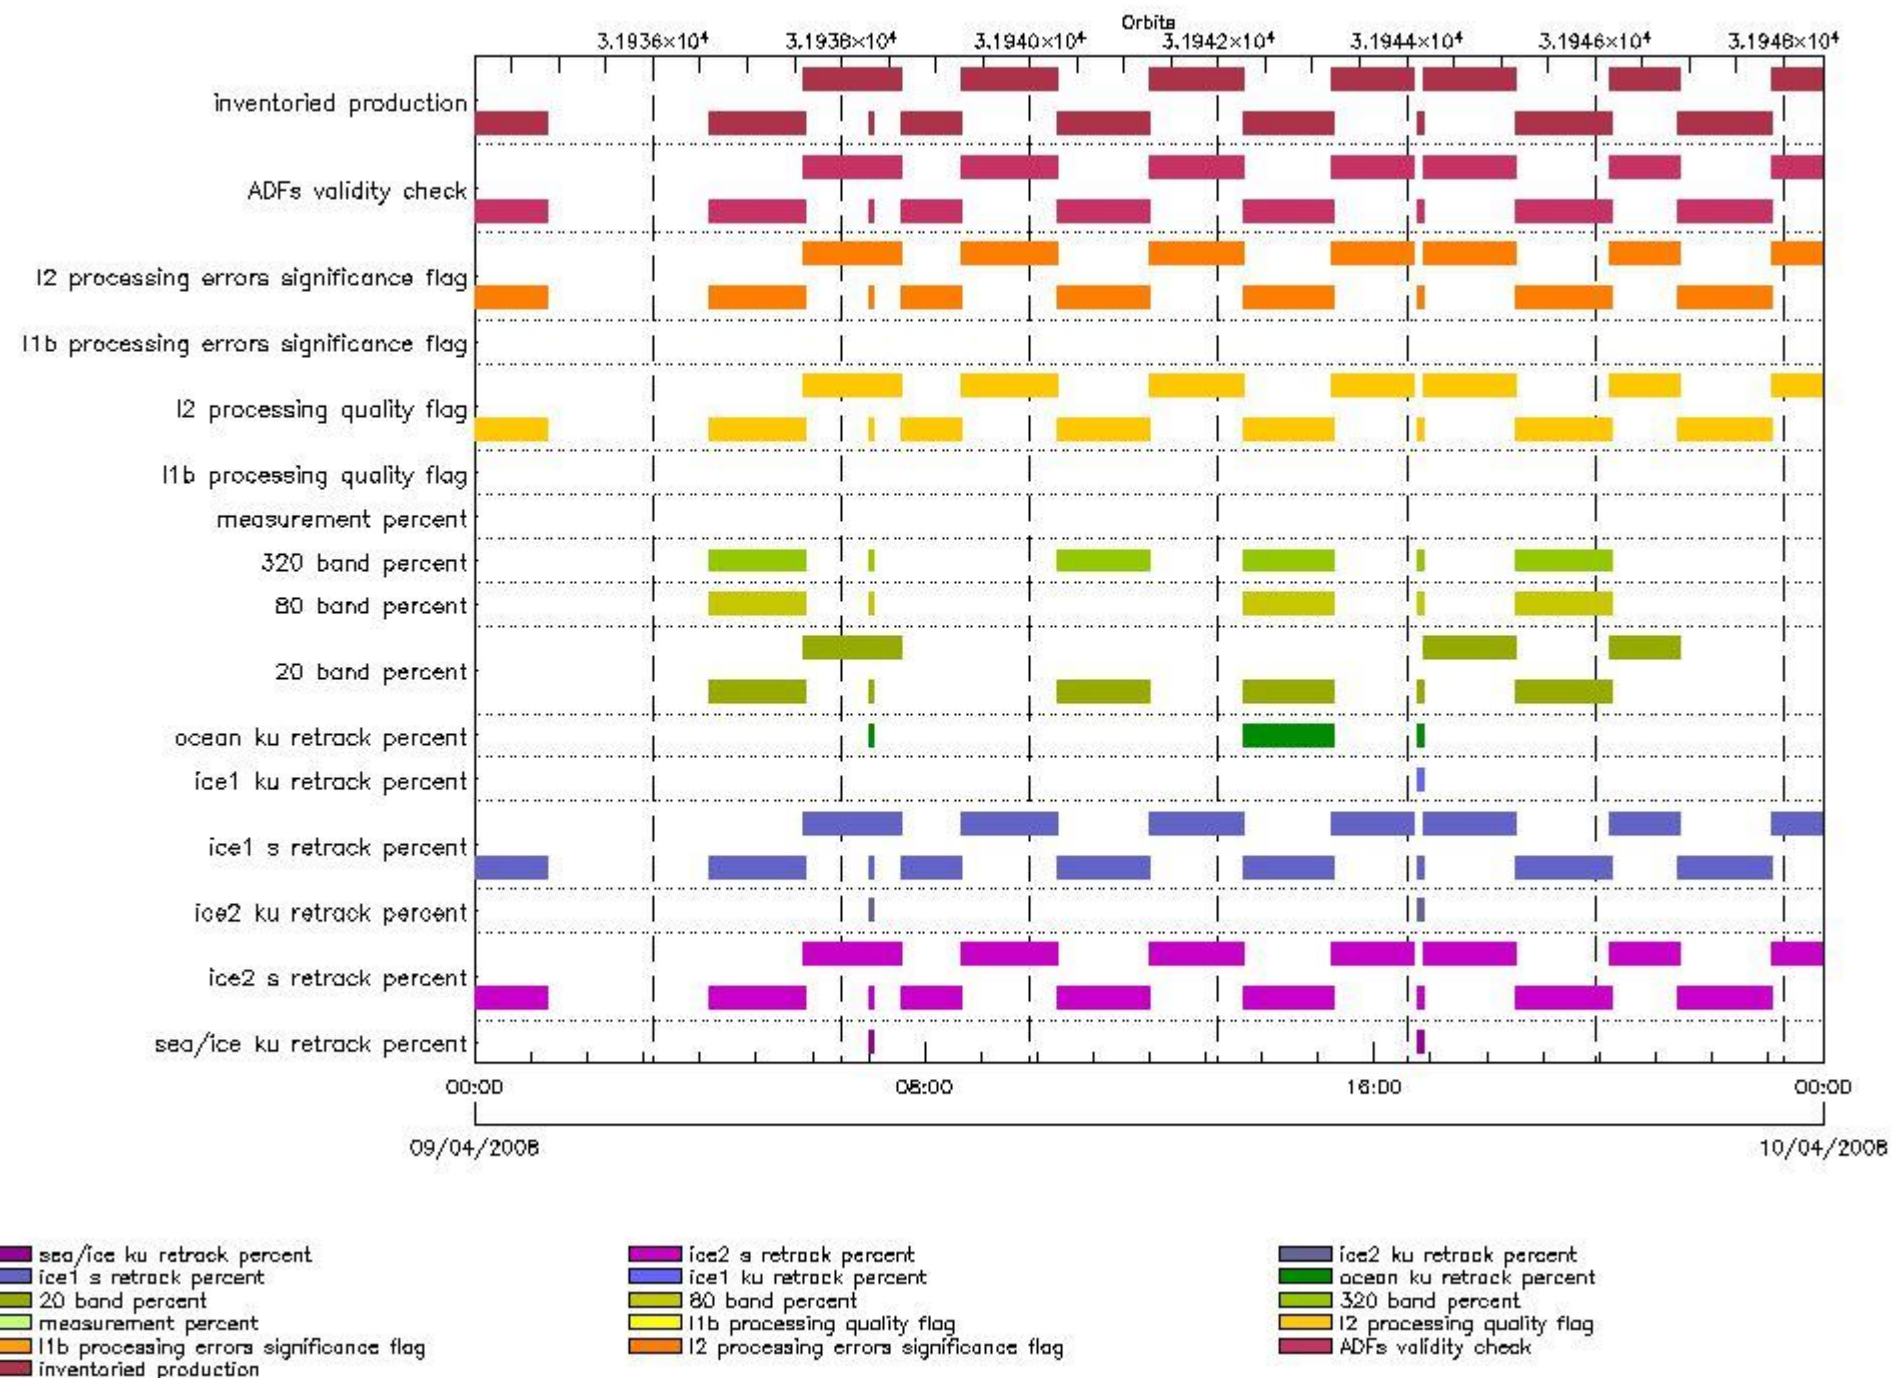 Orbits
3.1936×10⁴ 3.1938×10⁴ 3.1940×10⁴ 3.1942×10⁴ 3.1944×10⁴ 3.1946×10⁴ 3.1948×10⁴
inventoried production
ADFs validity check
l2 processing errors significance flag
l1b processing errors significance flag
l2 processing quality flag
l1b processing quality flag
measurement percent
320 band percent
80 band percent
20 band percent
ocean ku retrack percent
ice1 ku retrack percent
ice1 s retrack percent
ice2 ku retrack percent
ice2 s retrack percent
sea/ice ku retrack percent
00:00 08:00 16:00 00:00
09/04/2008 10/04/2008
sea/ice ku retrack percent ice2 s retrack percent ice2 ku retrack percent
ice1 s retrack percent ice1 ku retrack percent ocean ku retrack percent
20 band percent 80 band percent 320 band percent
measurement percent l1b processing quality flag l2 processing quality flag
l1b processing errors significance flag l2 processing errors significance flag ADFs validity check
inventoried production